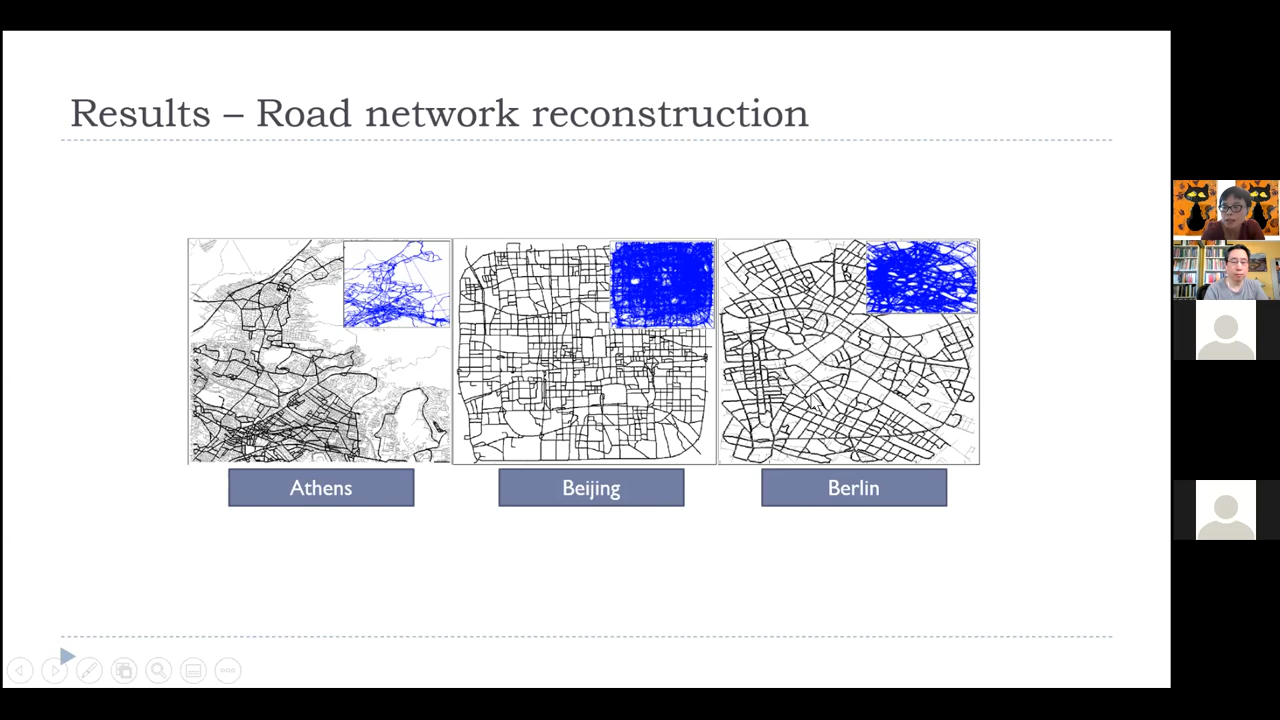 Results – Road network reconstruction
Athens
Beijing
Berlin